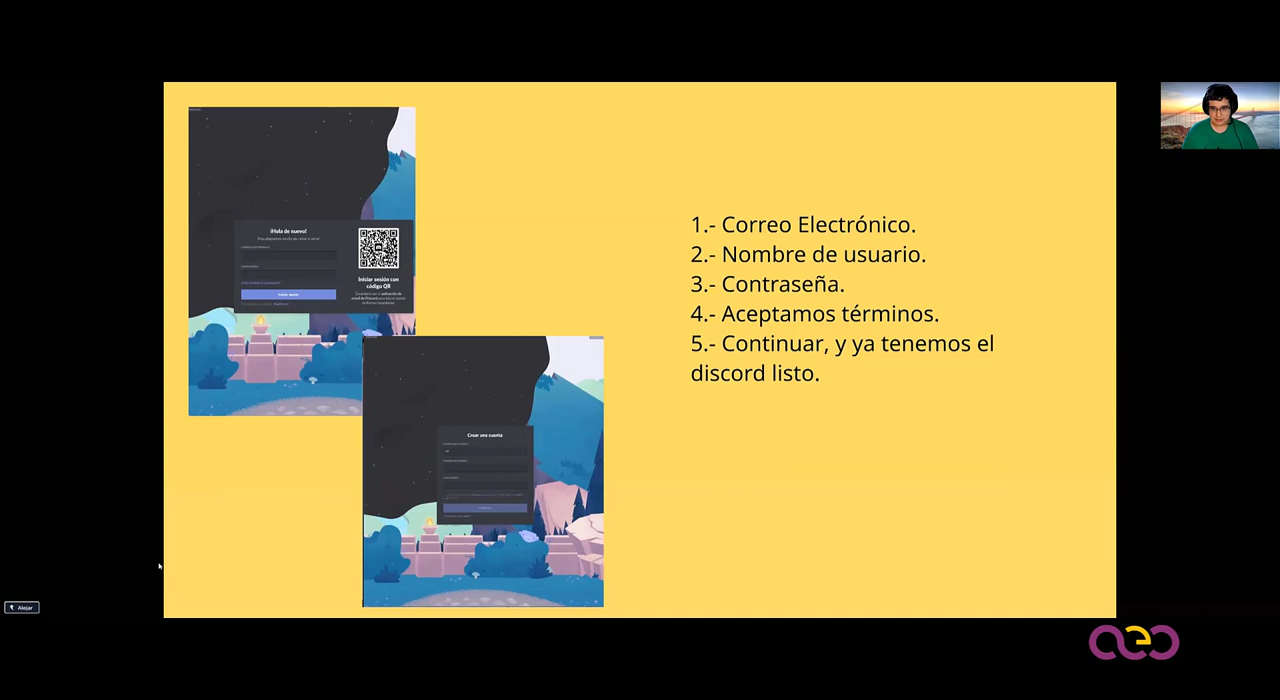 ¡Hola de nuevo!
Iniciar sesión con
código QR
Crear una cuenta
1.- Correo Electrónico.
2.- Nombre de usuario.
3.- Contraseña.
4.- Aceptamos términos.
5.- Continuar, y ya tenemos el
discord listo.
Alejar